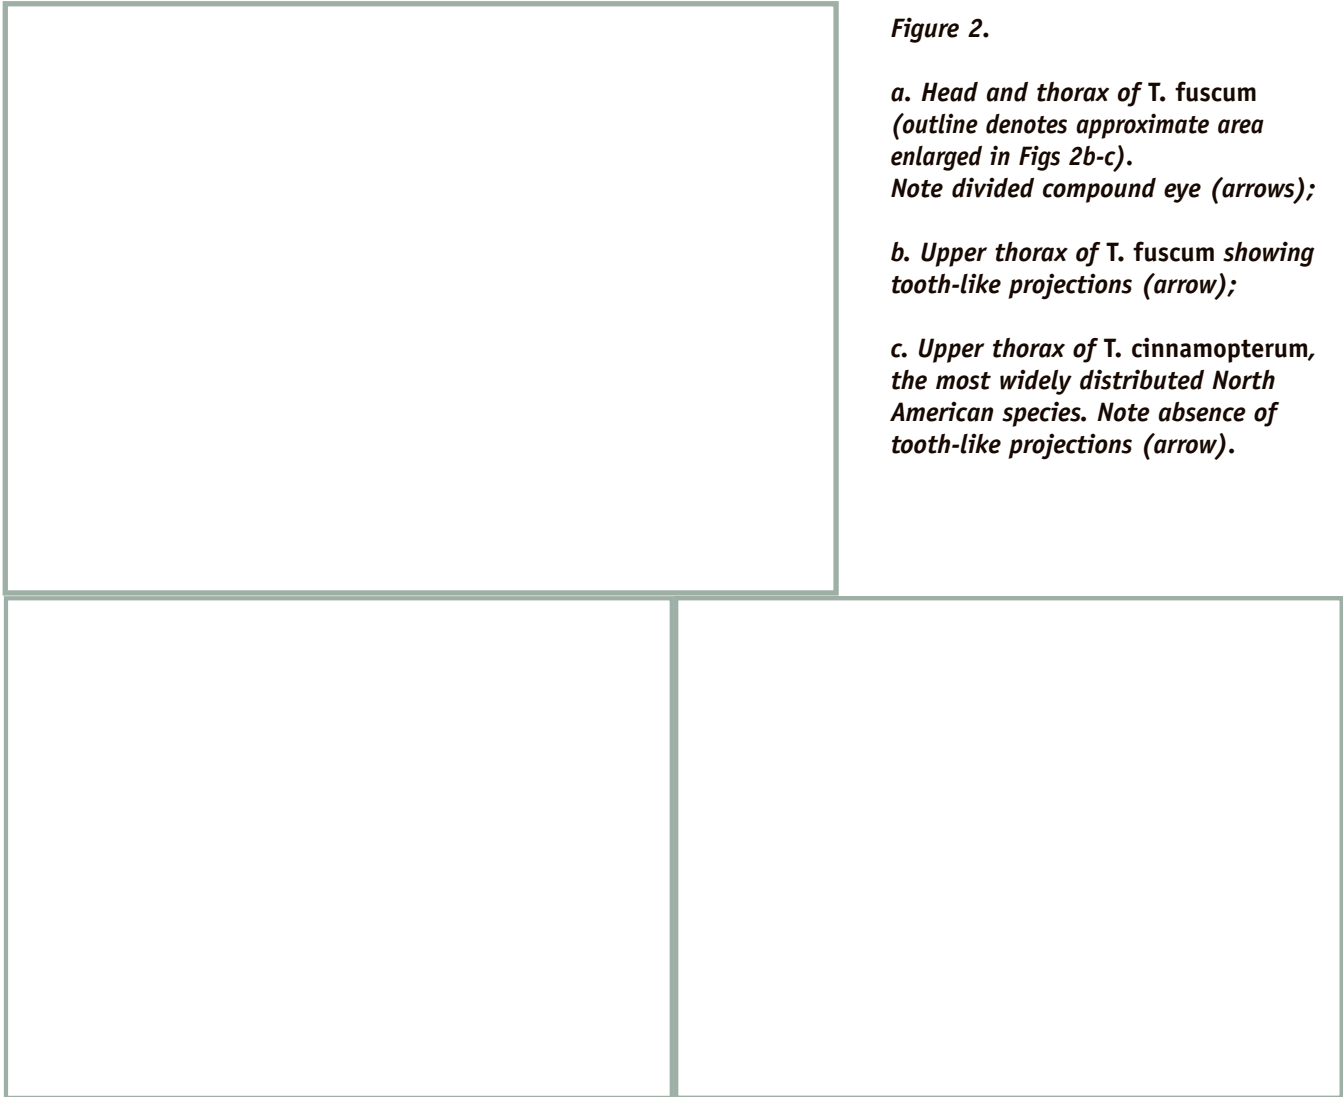 Figure 2.
a. Head and thorax of T. fuscum
(outline denotes approximate area
enlarged in Figs 2b-c).
Note divided compound eye (arrows);
b. Upper thorax of T. fuscum showing
tooth-like projections (arrow);
c. Upper thorax of T. cinnamopterum,
the most widely distributed North
American species. Note absence of
tooth-like projections (arrow).